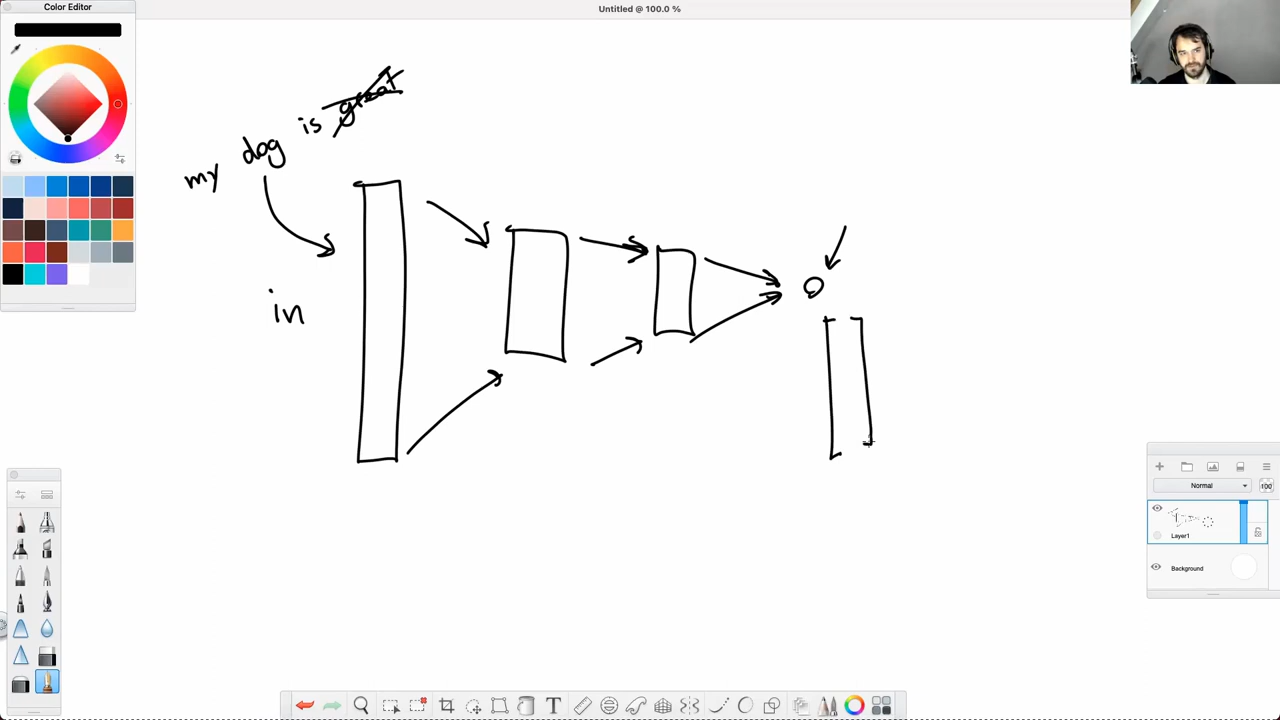 Color Editor
Untitled @ 100.0 %
my dog is great
in
Normal
100
Layer1
Background
T